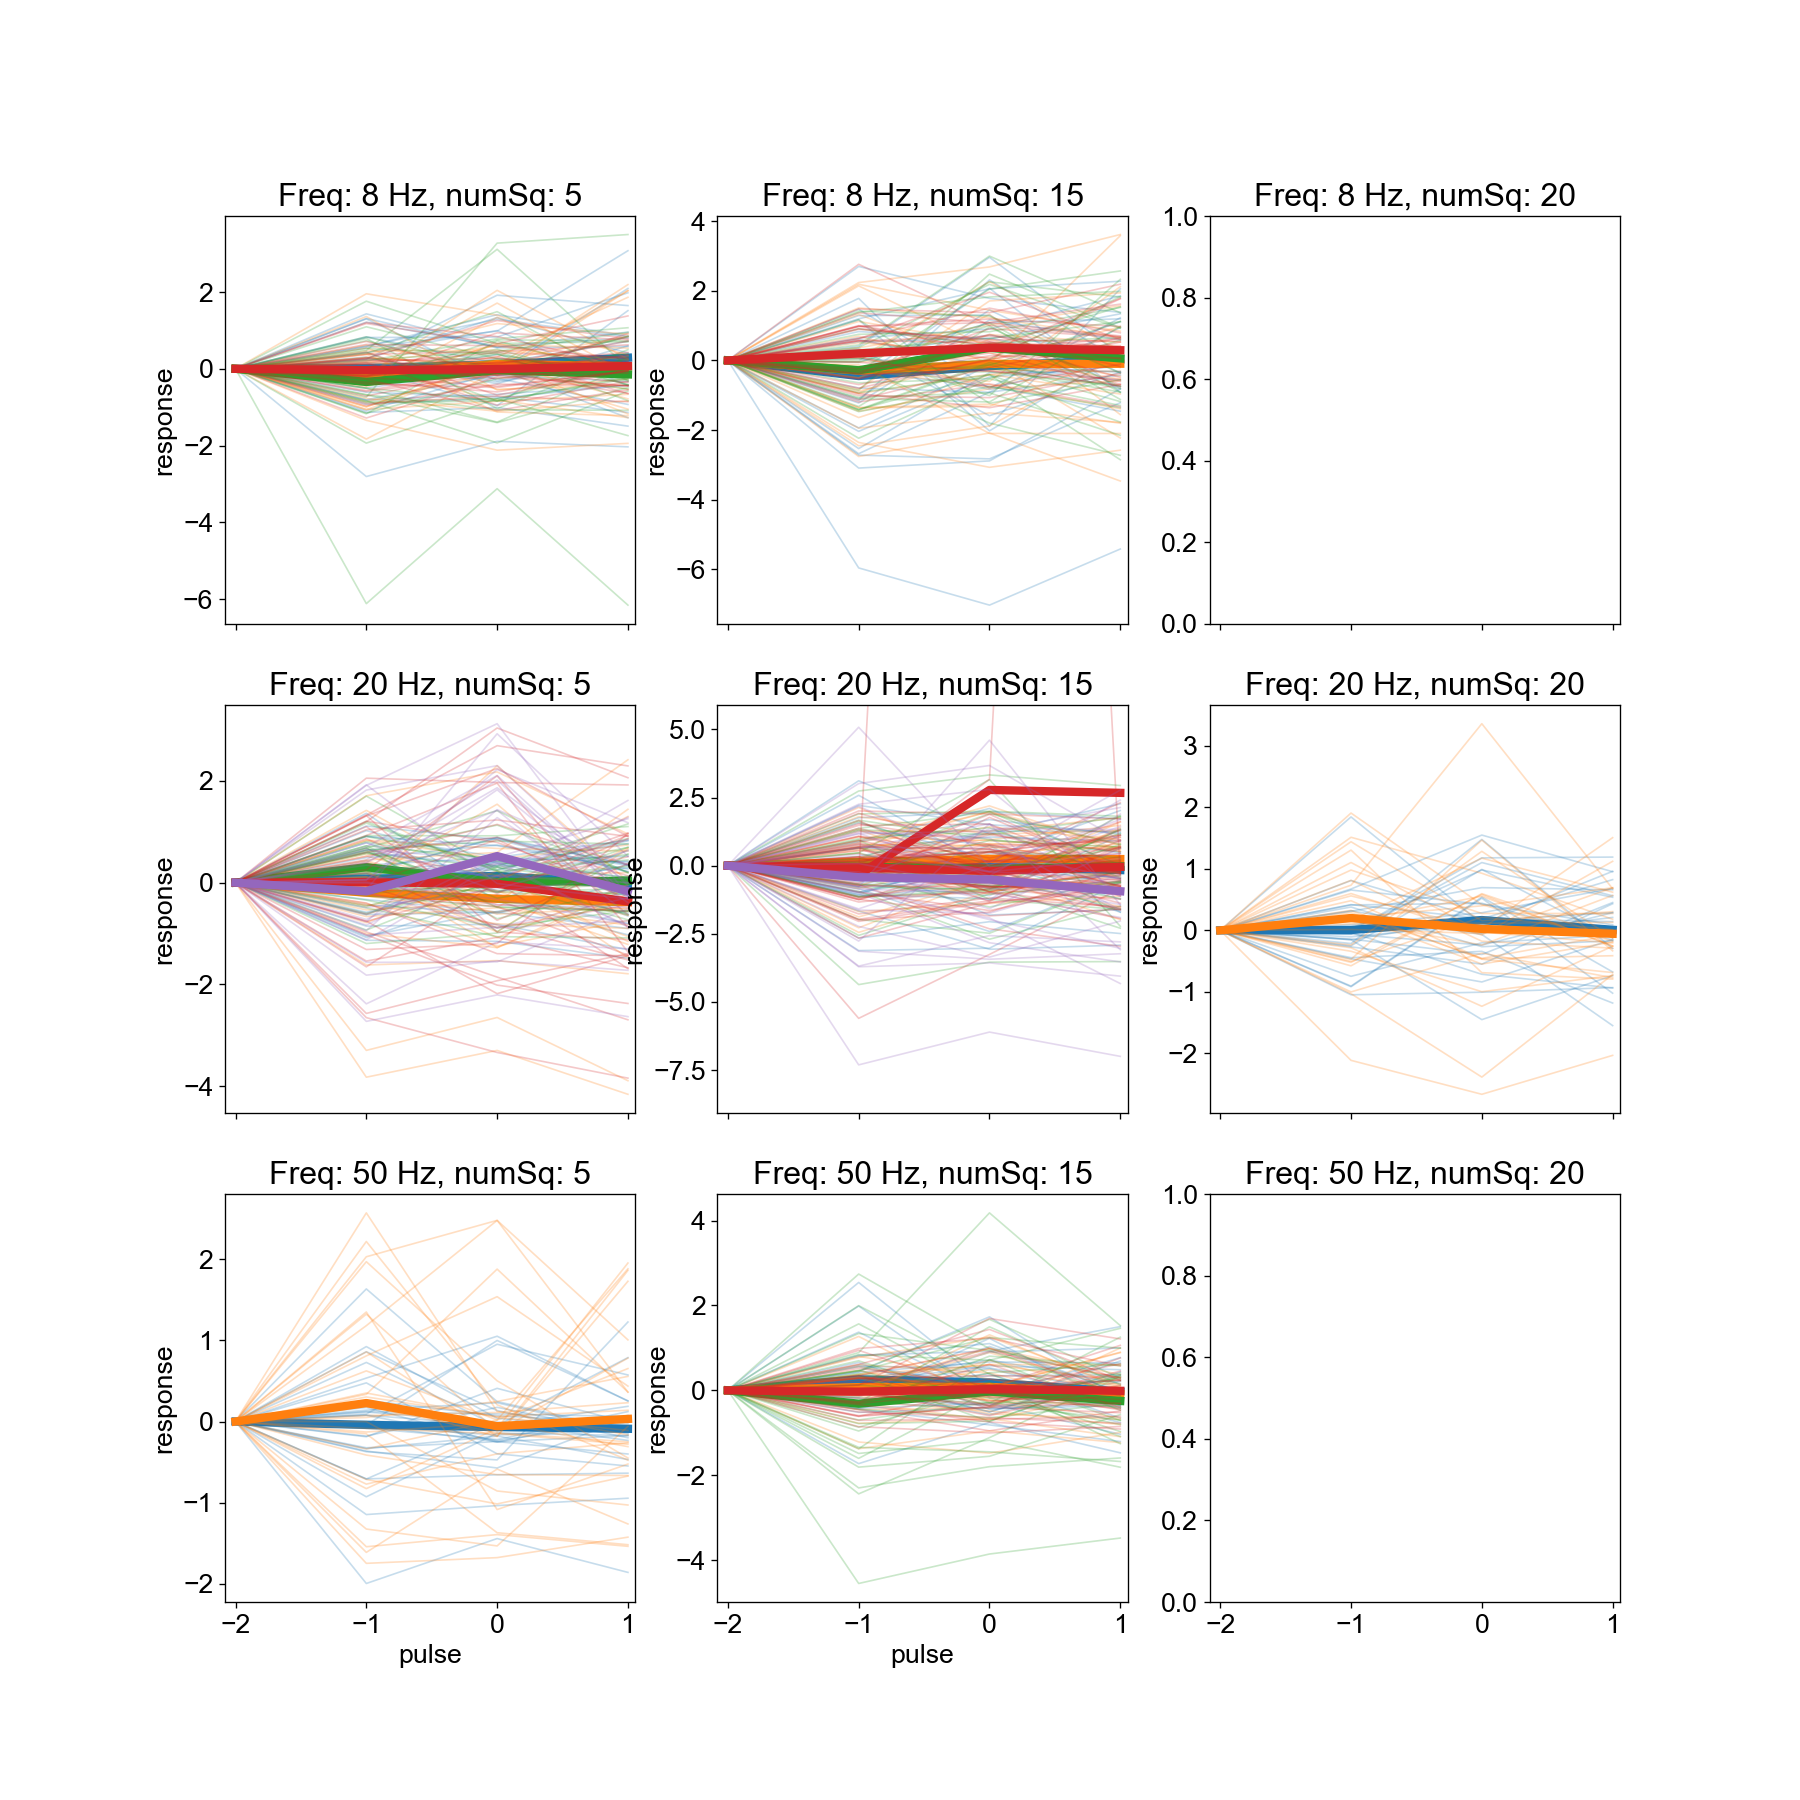 Freq: 8 Hz, numSq: 5
Freq: 8 Hz, numSq: 15
Freq: 8 Hz, numSq: 20
2
0
−2
−4
−6
response
4
2
0
−2
−4
−6
response
1.0
0.8
0.6
0.4
0.2
0.0
Freq: 20 Hz, numSq: 5
Freq: 20 Hz, numSq: 15
Freq: 20 Hz, numSq: 20
2
0
−2
−4
response
5.0
2.5
0.0
−2.5
−5.0
−7.5
response
3
2
1
0
−1
−2
response
Freq: 50 Hz, numSq: 5
Freq: 50 Hz, numSq: 15
Freq: 50 Hz, numSq: 20
2
1
0
−1
−2
response
−2 −1 0 1
pulse
4
2
0
−2
−4
response
−2 −1 0 1
pulse
1.0
0.8
0.6
0.4
0.2
0.0
−2 −1 0 1